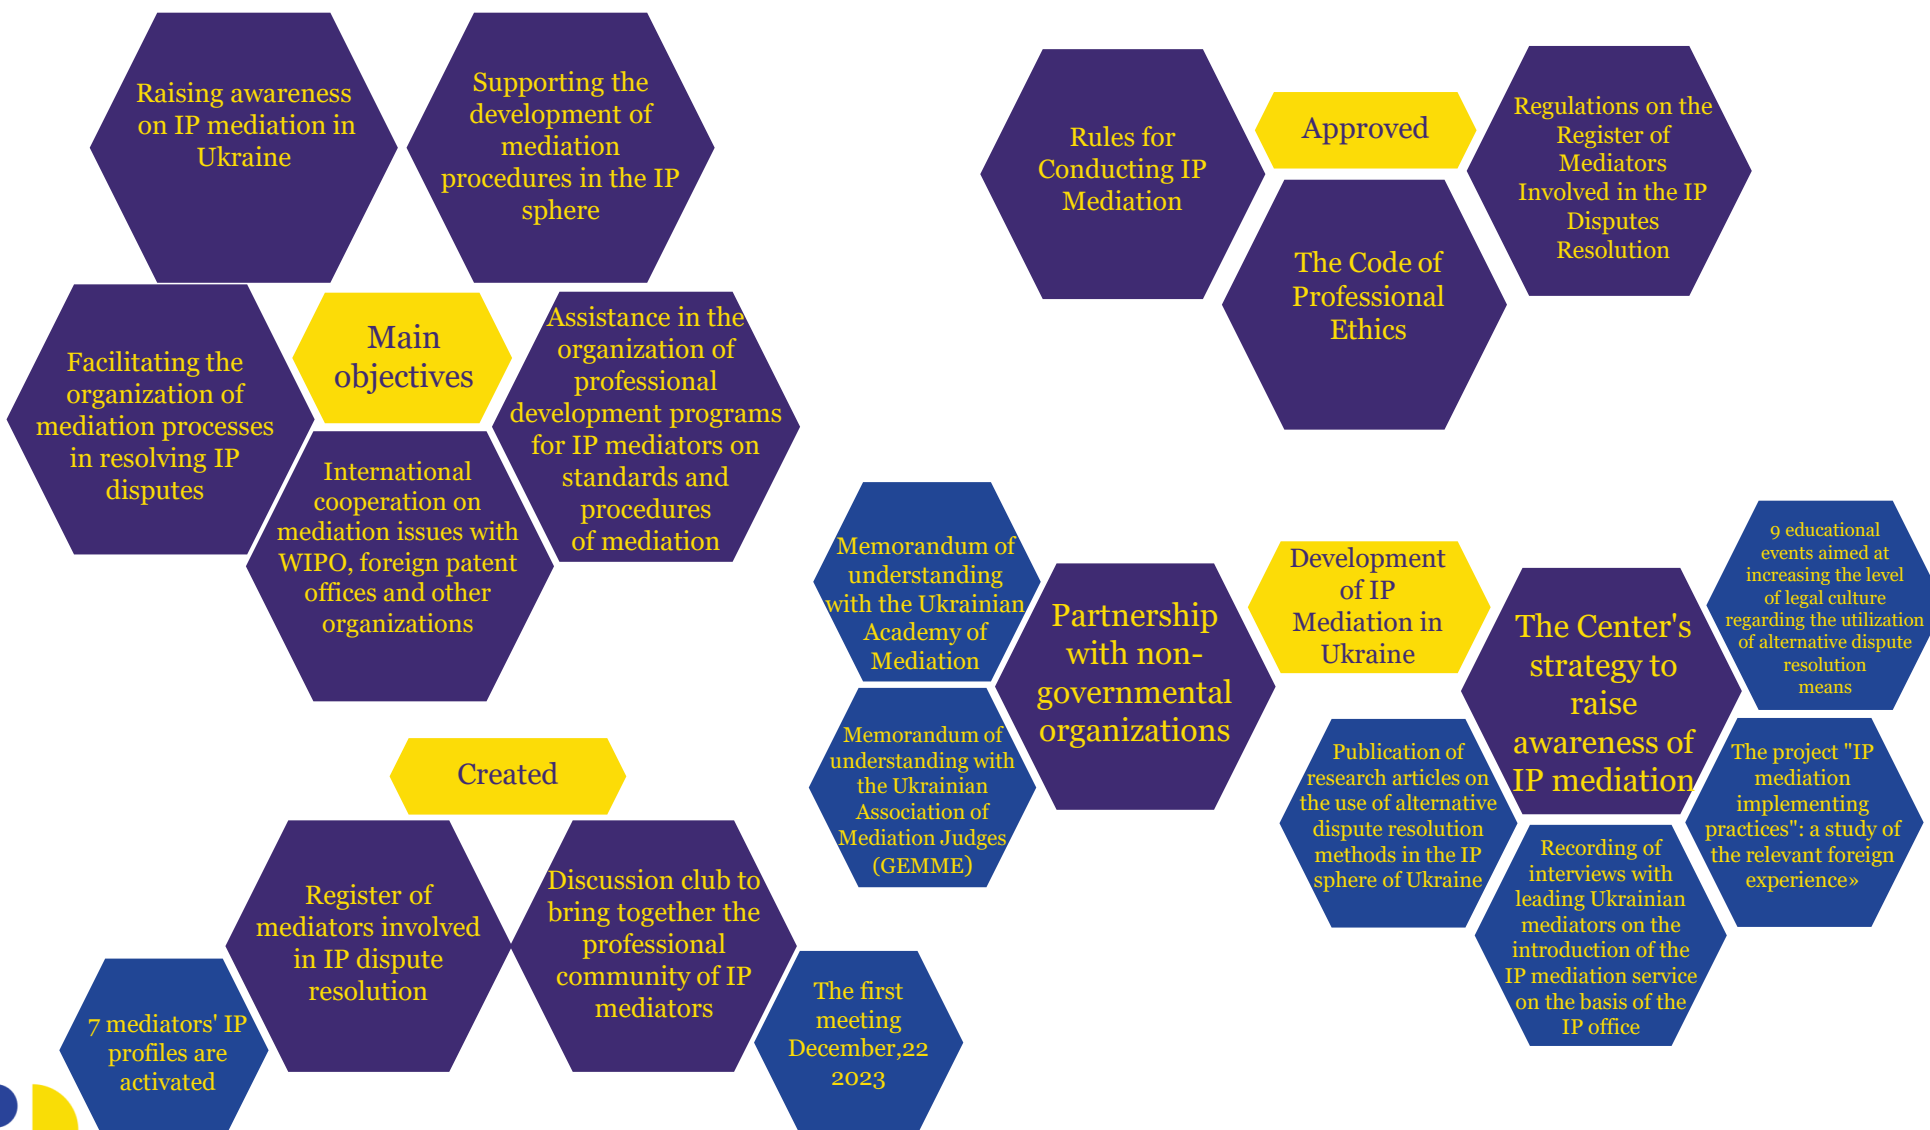 Raising awareness
on IP mediation in
Ukraine
Supporting the
development of
mediation
procedures in the IP
sphere
Main
objectives
Facilitating the
organization of
mediation processes
in resolving IP
disputes
Assistance in the
organization of
professional
development programs
for IP mediators on
standards and
procedures
of mediation
International
cooperation on
mediation issues with
WIPO, foreign patent
offices and other
organizations
Approved
Rules for
Conducting IP
Mediation
The Code of
Professional
Ethics
Regulations on the
Register of
Mediators
Involved in the IP
Disputes
Resolution
Created
Register of
mediators involved
in IP dispute
resolution
7 mediators' IP
profiles are
activated
Discussion club to
bring together the
professional
community of IP
mediators
The first
meeting
December,22
2023
Development
of IP
Mediation in
Ukraine
Partnership
with non-
governmental
organizations
Memorandum of
understanding
with the Ukrainian
Academy of
Mediation
Memorandum of
understanding with
the Ukrainian
Association of
Mediation Judges
(GEMME)
The Center's
strategy to
raise
awareness of
IP mediation
9 educational
events aimed at
increasing the level
of legal culture
regarding the utilization
of alternative dispute
resolution
means
The project "IP
mediation
implementing
practices": a study of
the relevant foreign
experience»
Recording of
interviews with
leading Ukrainian
mediators on the
introduction of the
IP mediation service
on the basis of the
IP office
Publication of
research articles on
the use of alternative
dispute resolution
methods in the IP
sphere of Ukraine